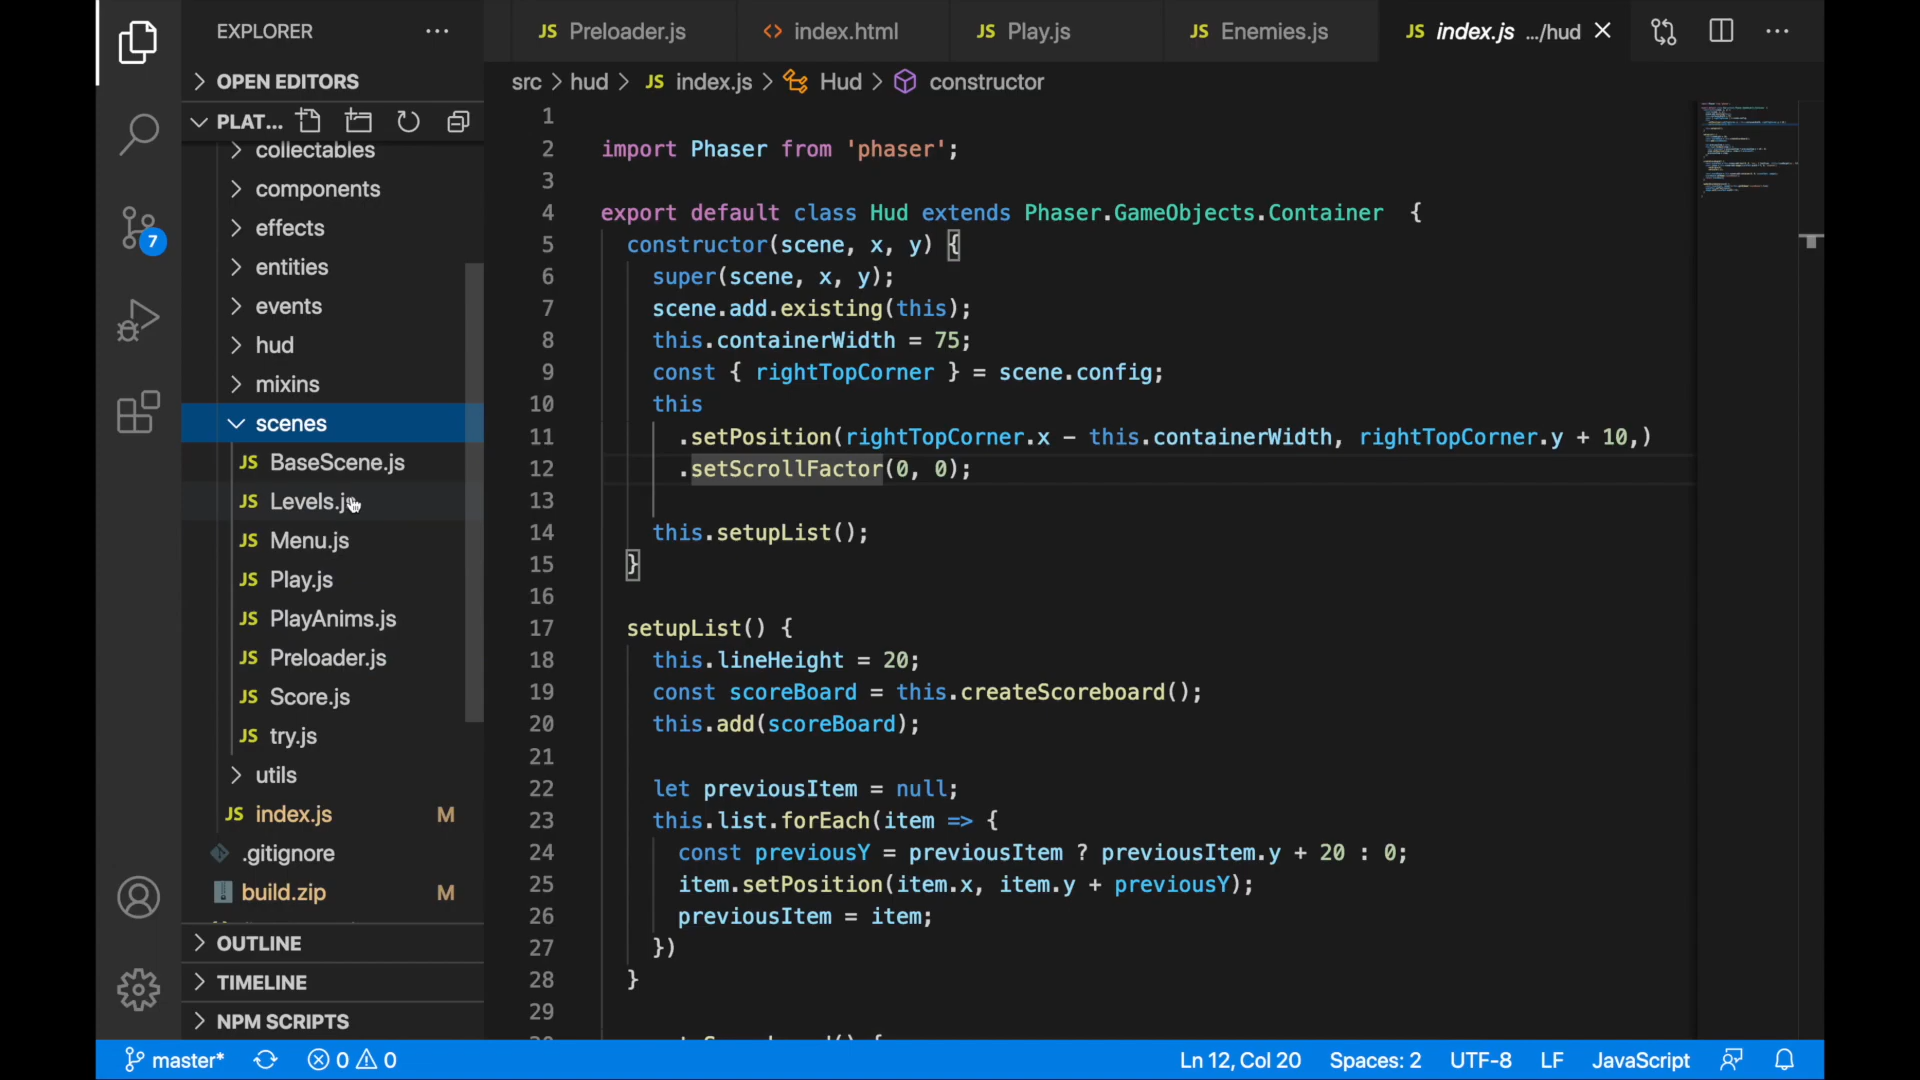 EXPLORER
OPEN EDITORS
PLAT...
collectables
components
effects
entities
events
hud
mixins
scenes
JS BaseScene.js
JS Levels.js
JS Menu.js
JS Play.js
JS PlayAnims.js
JS Preloader.js
JS Score.js
JS try.js
utils
JS index.js M
.gitignore
build.zip M
OUTLINE
TIMELINE
NPM SCRIPTS
7
JS Preloader.js
<> index.html
JS Play.js
JS Enemies.js
JS index.js .../hud
src > hud > JS index.js > Hud > constructor
1
2 import Phaser from 'phaser';
3
4 export default class Hud extends Phaser.GameObjects.Container {
5 constructor(scene, x, y) {
6 super(scene, x, y);
7 scene.add.existing(this);
8 this.containerWidth = 75;
9 const { rightTopCorner } = scene.config;
10 this
11 .setPosition(rightTopCorner.x - this.containerWidth, rightTopCorner.y + 10,)
12 .setScrollFactor(0, 0);
13
14 this.setupList();
15 }
16
17 setupList() {
18 this.lineHeight = 20;
19 const scoreBoard = this.createScoreboard();
20 this.add(scoreBoard);
21
22 let previousItem = null;
23 this.list.forEach(item => {
24 const previousY = previousItem ? previousItem.y + 20 : 0;
25 item.setPosition(item.x, item.y + previousY);
26 previousItem = item;
27 })
28 }
29
master* 0 0 Ln 12, Col 20 Spaces: 2 UTF-8 LF JavaScript